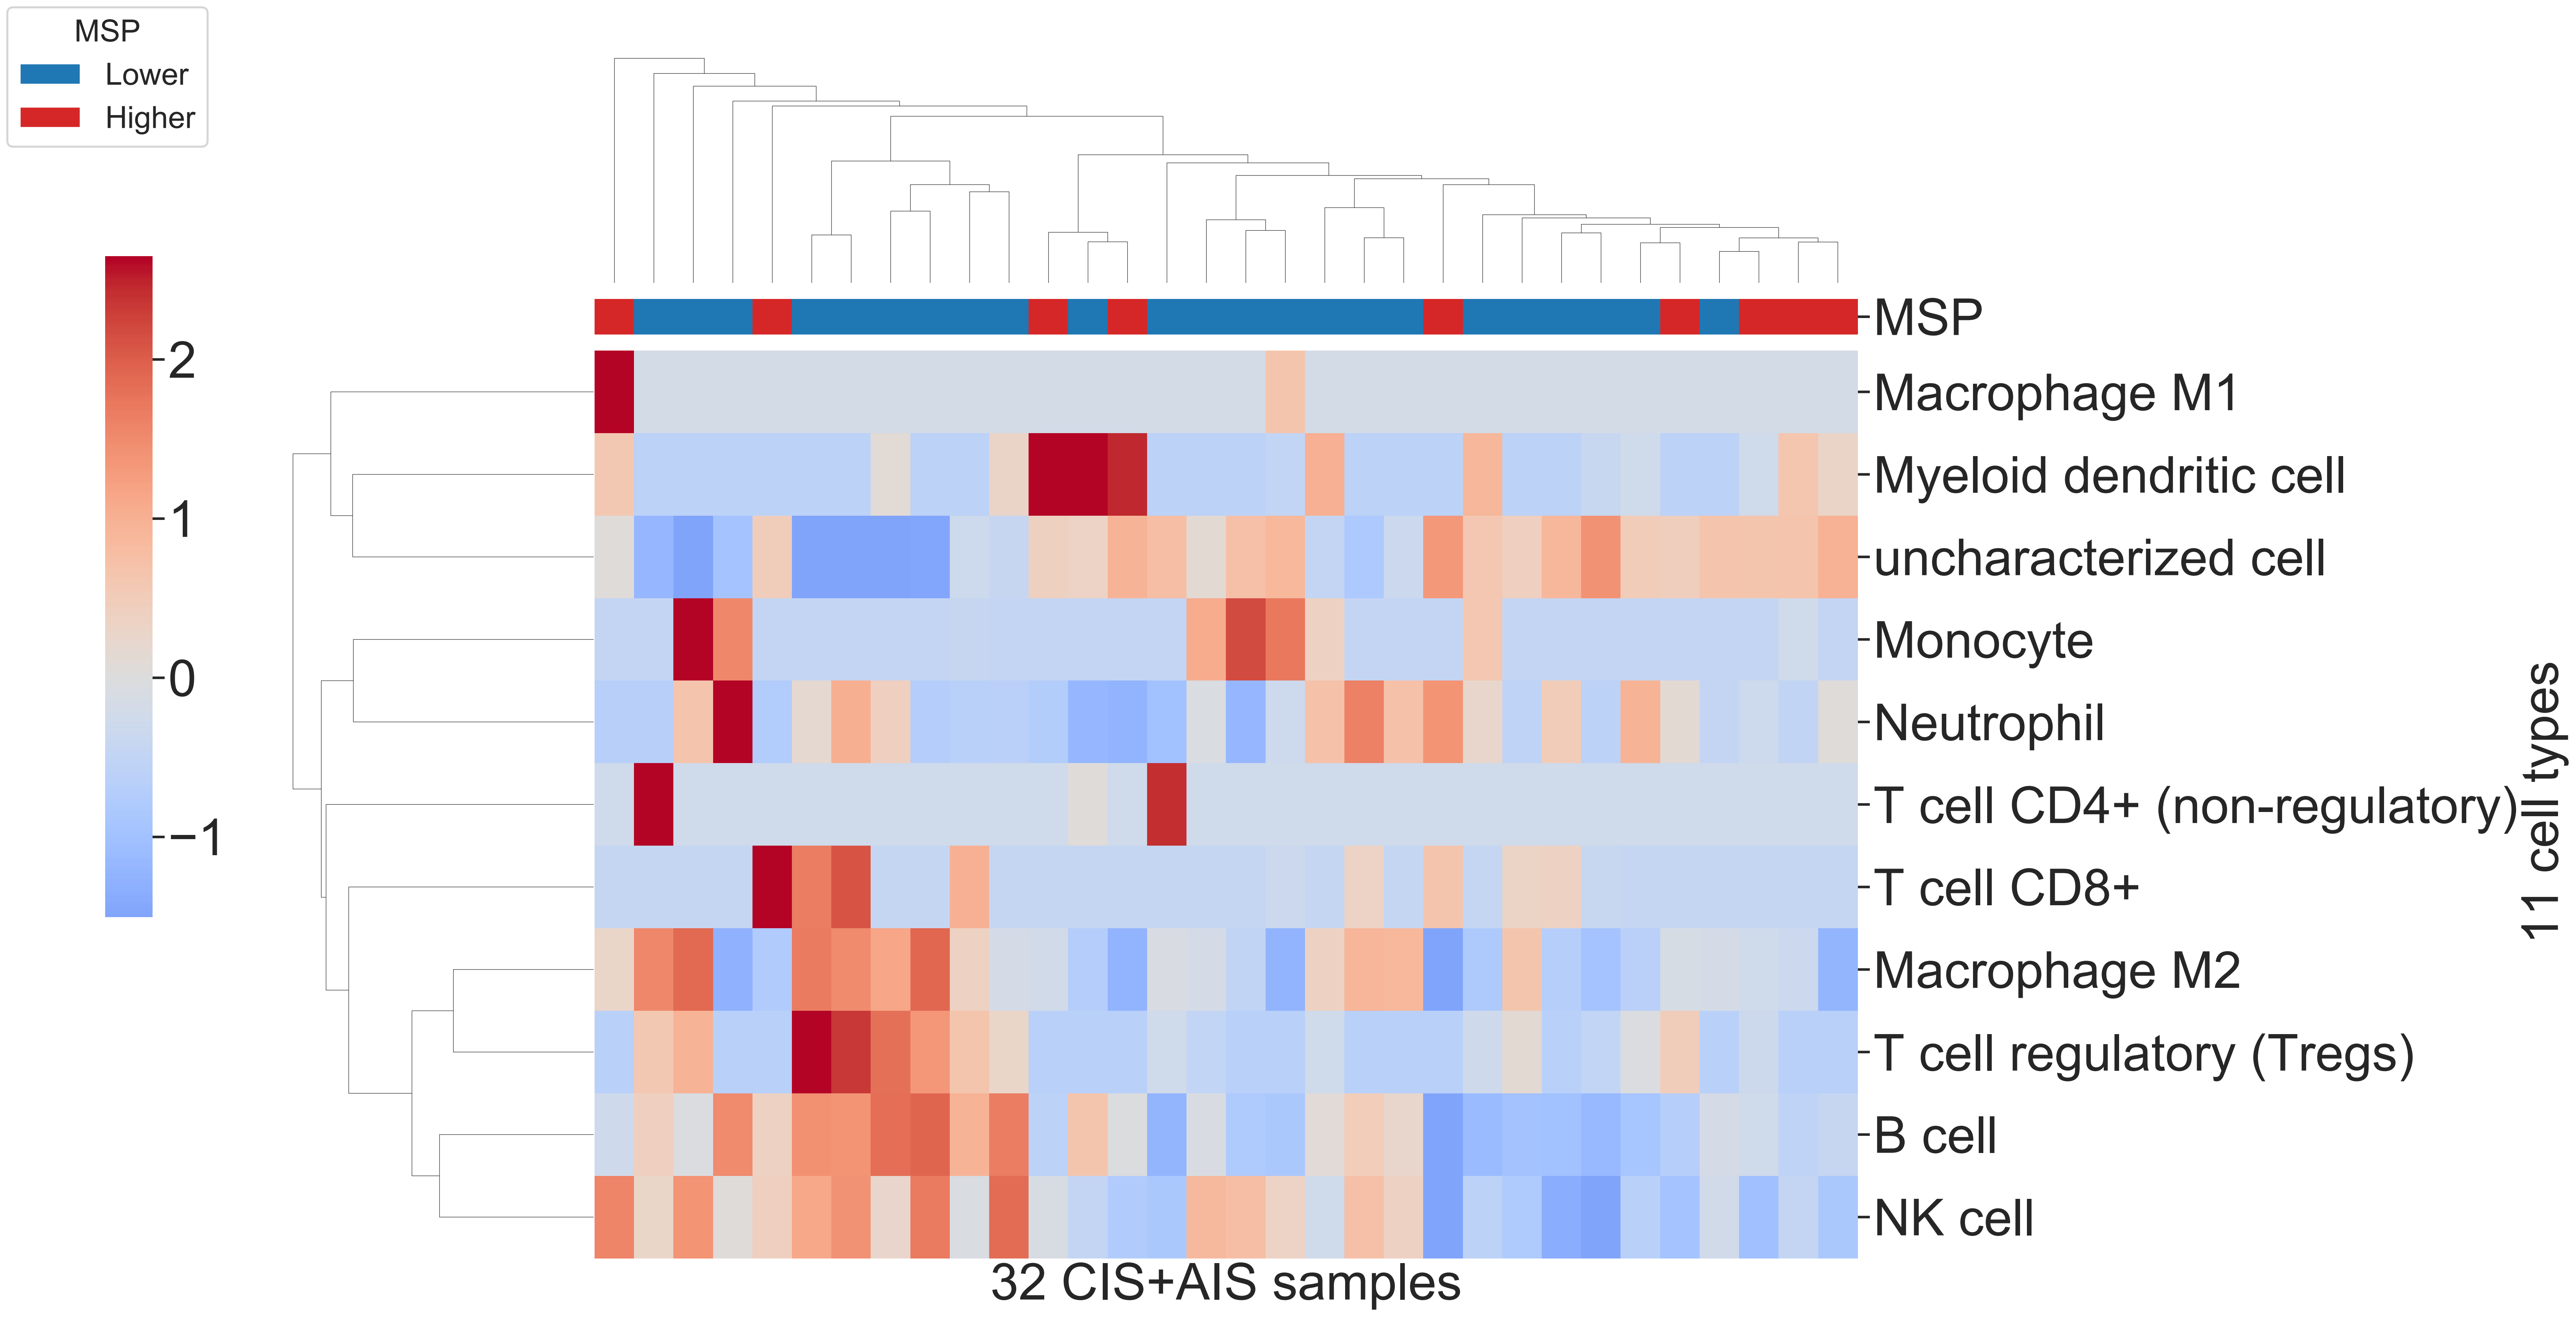 MSP
Lower
Higher
2
1
0
−1
MSP
Macrophage M1
Myeloid dendritic cell
uncharacterized cell
Monocyte
Neutrophil
T cell CD4+ (non-regulatory)
T cell CD8+
Macrophage M2
T cell regulatory (Tregs)
B cell
NK cell
11 cell types
32 CIS+AIS samples